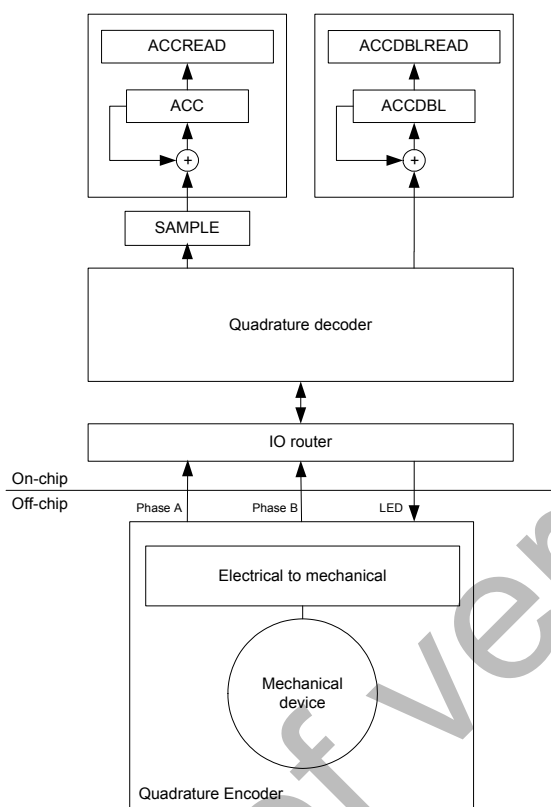 ACCREAD
ACCDBLREAD
ACC
ACCDBL
+
+
SAMPLE
Quadrature decoder
IO router
On-chip
Off-chip
Phase A
Phase B
LED
Electrical to mechanical
Mechanical
device
Quadrature Encoder